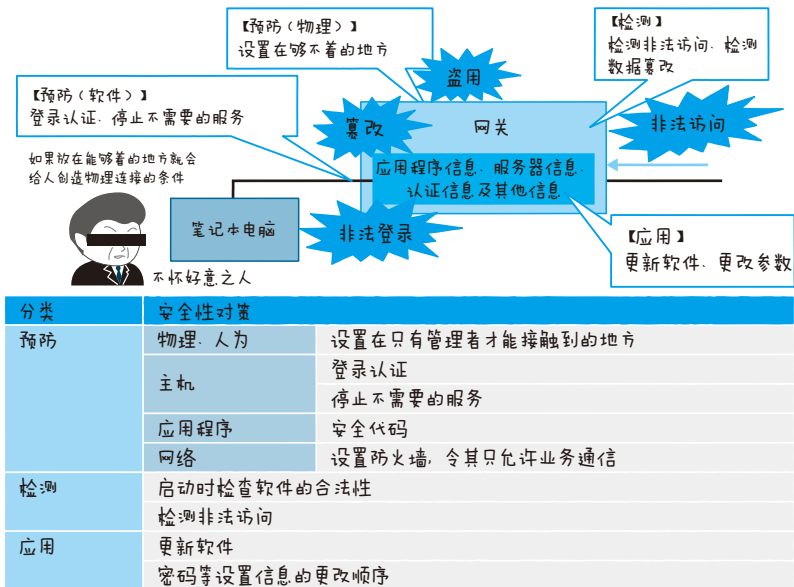 【预防（物理）】
设置在够不着的地方
【检测】
检测非法访问、检测
数据篡改
盗用
【预防（软件）】
登录认证、停止不需要的服务
篡改
网关
非法访问
如果放在能够着的地方就会
给人创造物理连接的条件
应用程序信息、服务器信息、
认证信息及其他信息
笔记本电脑
非法登录
【应用】
更新软件、更改参数
不怀好意之人
分类 安全性对策
预防 物理、人为 设置在只有管理者才能接触到的地方
主机 登录认证
停止不需要的服务
应用程序 安全代码
网络 设置防火墙，令其只允许业务通信
检测 启动时检查软件的合法性
检测非法访问
应用 更新软件
密码等设置信息的更改顺序